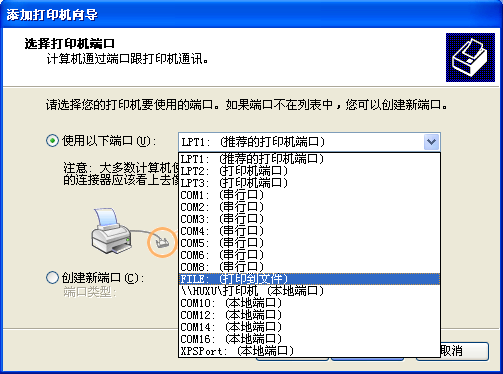 添加打印机向导
选择打印机端口
计算机通过端口跟打印机通讯。
请选择您的打印机要使用的端口。如果端口不在列表中，您可以创建新端口。
使用以下端口(U):
LPT1: (推荐的打印机端口)
LPT1: (推荐的打印机端口)
LPT2: (打印机端口)
LPT3: (打印机端口)
COM1: (串行口)
COM2: (串行口)
COM3: (串行口)
COM4: (串行口)
COM5: (串行口)
COM6: (串行口)
COM8: (串行口)
FILE: (打印到文件)
\\HUXU\打印机 (本地端口)
COM10: (本地端口)
COM12: (本地端口)
COM14: (本地端口)
COM16: (本地端口)
XPSPort: (本地端口)
注意: 大多数计算机使
的连接器应该看上去像
创建新端口(C):
端口类型:
取消